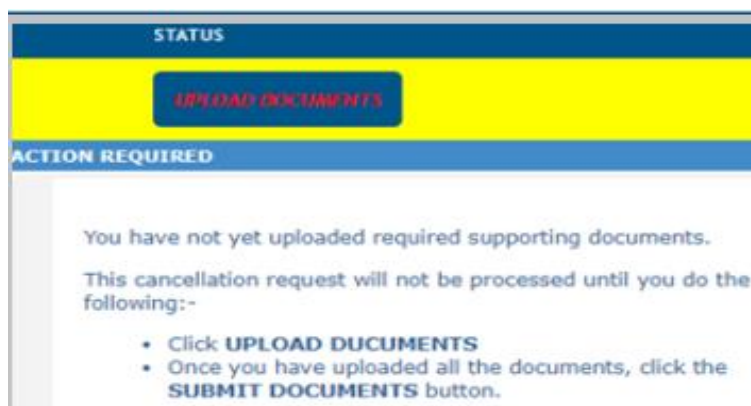 STATUS
UPLOAD DOCUMENTS
ACTION REQUIRED
You have not yet uploaded required supporting documents.
This cancellation request will not be processed until you do the
following:-
• Click UPLOAD DUCUMENTS
• Once you have uploaded all the documents, click the
SUBMIT DOCUMENTS button.